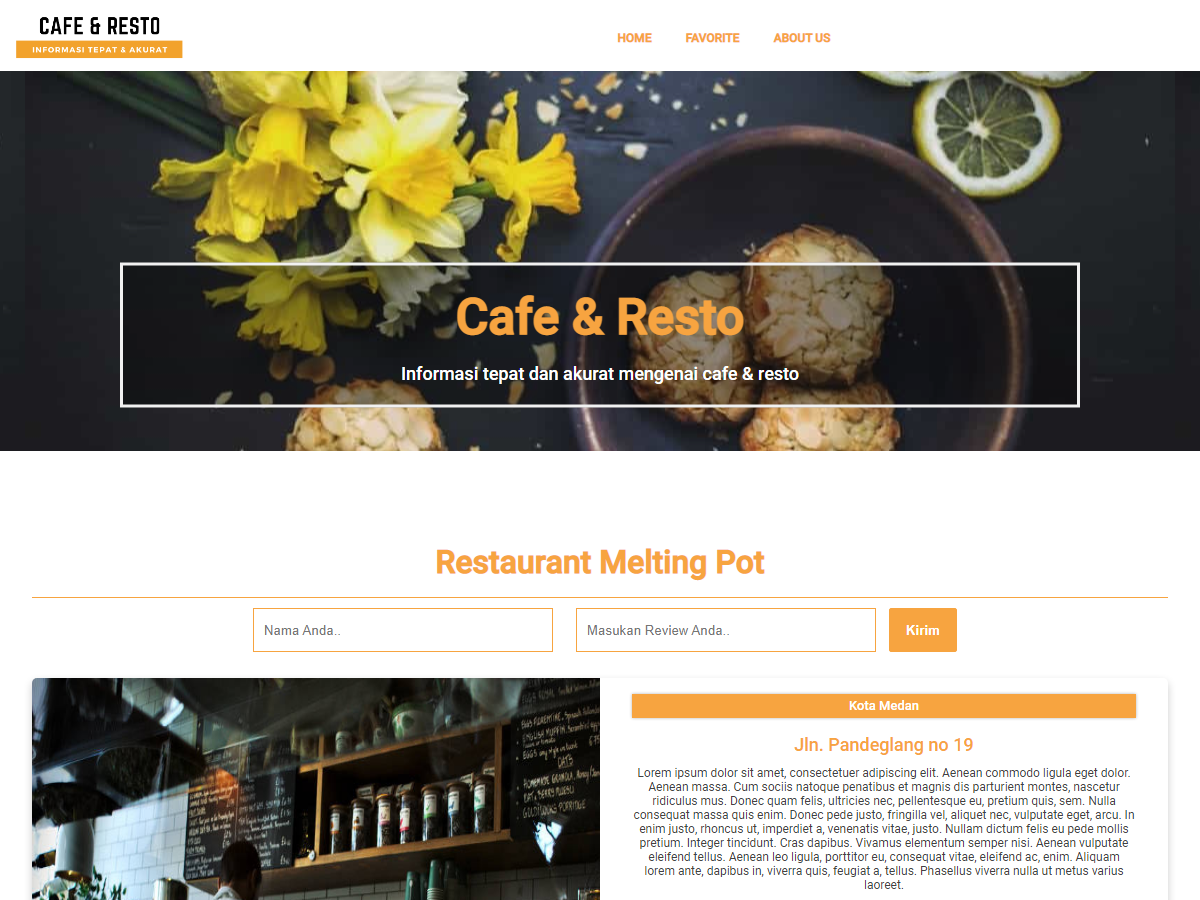 CAFE & RESTO
INFORMASI TEPAT & AKURAT
HOME FAVORITE ABOUT US
Cafe & Resto
Informasi tepat dan akurat mengenai cafe & resto
Restaurant Melting Pot
Nama Anda.. Masukan Review Anda.. Kirim
Kota Medan
Jln. Pandeglang no 19
Lorem ipsum dolor sit amet, consectetuer adipiscing elit. Aenean commodo ligula eget dolor.
Aenean massa. Cum sociis natoque penatibus et magnis dis parturient montes, nascetur
ridiculus mus. Donec quam felis, ultricies nec, pellentesque eu, pretium quis, sem. Nulla
consequat massa quis enim. Donec pede justo, fringilla vel, aliquet nec, vulputate eget, arcu. In
enim justo, rhoncus ut, imperdiet a, venenatis vitae, justo. Nullam dictum felis eu pede mollis
pretium. Integer tincidunt. Cras dapibus. Vivamus elementum semper nisi. Aenean vulputate
eleifend tellus. Aenean leo ligula, porttitor eu, consequat vitae, eleifend ac, enim. Aliquam
lorem ante, dapibus in, viverra quis, feugiat a, tellus. Phasellus viverra nulla ut metus varius
laoreet.
EGGS FLORENTINE
ENGLISH MUFFIN
OATS
HOMEMADE GRANOLA